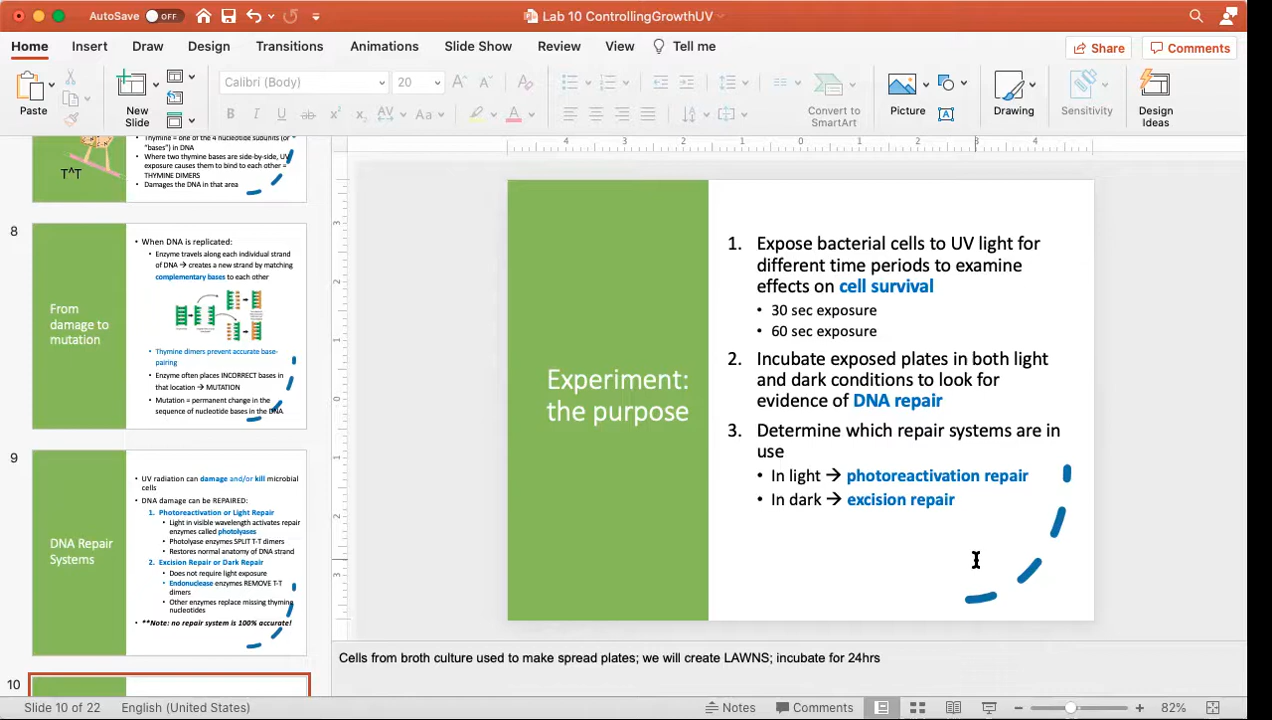 AutoSave OFF
Lab 10 ControllingGrowthUV
Home Insert Draw Design Transitions Animations Slide Show Review View Tell me
Share Comments
Paste
New
Slide
Calibri (Body) 20
Convert to
SmartArt
Picture
Drawing
Sensitivity
Design
Ideas
Thymine = one of the 4 nucleotide subunits (or
"bases") in DNA
Where two thymine bases are side-by-side, UV
exposure causes them to bind to each other =
THYMINE DIMERS
Damages the DNA in that area
T^T
8
From
damage to
mutation
• When DNA is replicated:
• Enzyme travels along each individual strand
of DNA → creates a new strand by matching
complementary bases to each other
• Thymine dimers prevent accurate base-
pairing
• Enzyme often places INCORRECT bases in
that location → MUTATION
• Mutation = permanent change in the
sequence of nucleotide bases in the DNA
9
DNA Repair
Systems
• UV radiation can damage and/or kill microbial
cells
• DNA damage can be REPAIRED:
1. Photoreactivation or Light Repair
• Light in visible wavelength activates repair
enzymes called photolyases
• Photolyase enzymes SPLIT T-T dimers
• Restores normal anatomy of DNA strand
2. Excision Repair or Dark Repair
• Does not require light exposure
• Endonuclease enzymes REMOVE T-T
dimers
• Other enzymes replace missing thymine
nucleotides
• **Note: no repair system is 100% accurate!
10
Experiment:
the purpose
1. Expose bacterial cells to UV light for
different time periods to examine
effects on cell survival
• 30 sec exposure
• 60 sec exposure
2. Incubate exposed plates in both light
and dark conditions to look for
evidence of DNA repair
3. Determine which repair systems are in
use
• In light → photoreactivation repair
• In dark → excision repair
Cells from broth culture used to make spread plates; we will create LAWNS; incubate for 24hrs
Slide 10 of 22 English (United States) Notes Comments 82%